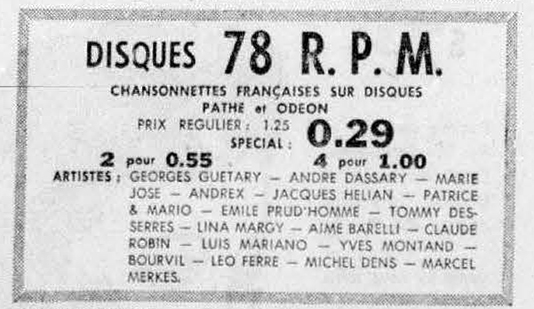 DISQUES 78 R. P. M.
CHANSONNETTES FRANÇAISES SUR DISQUES
PATHE et ODEON
PRIX REGULIER: 1.25 SPECIAL: 0.29
2 pour 0.55 4 pour 1.00
ARTISTES: GEORGES GUETARY — ANDRE DASSARY — MARIE
JOSE — ANDREX — JACQUES HELIAN — PATRICE
& MARIO — EMILE PRUD'HOMME — TOMMY DES-
SERRES — LINA MARGY — AIME BARELLI — CLAUDE
ROBIN — LUIS MARIANO — YVES MONTAND —
BOURVIL — LEO FERRE — MICHEL DENS — MARCEL
MERKES.